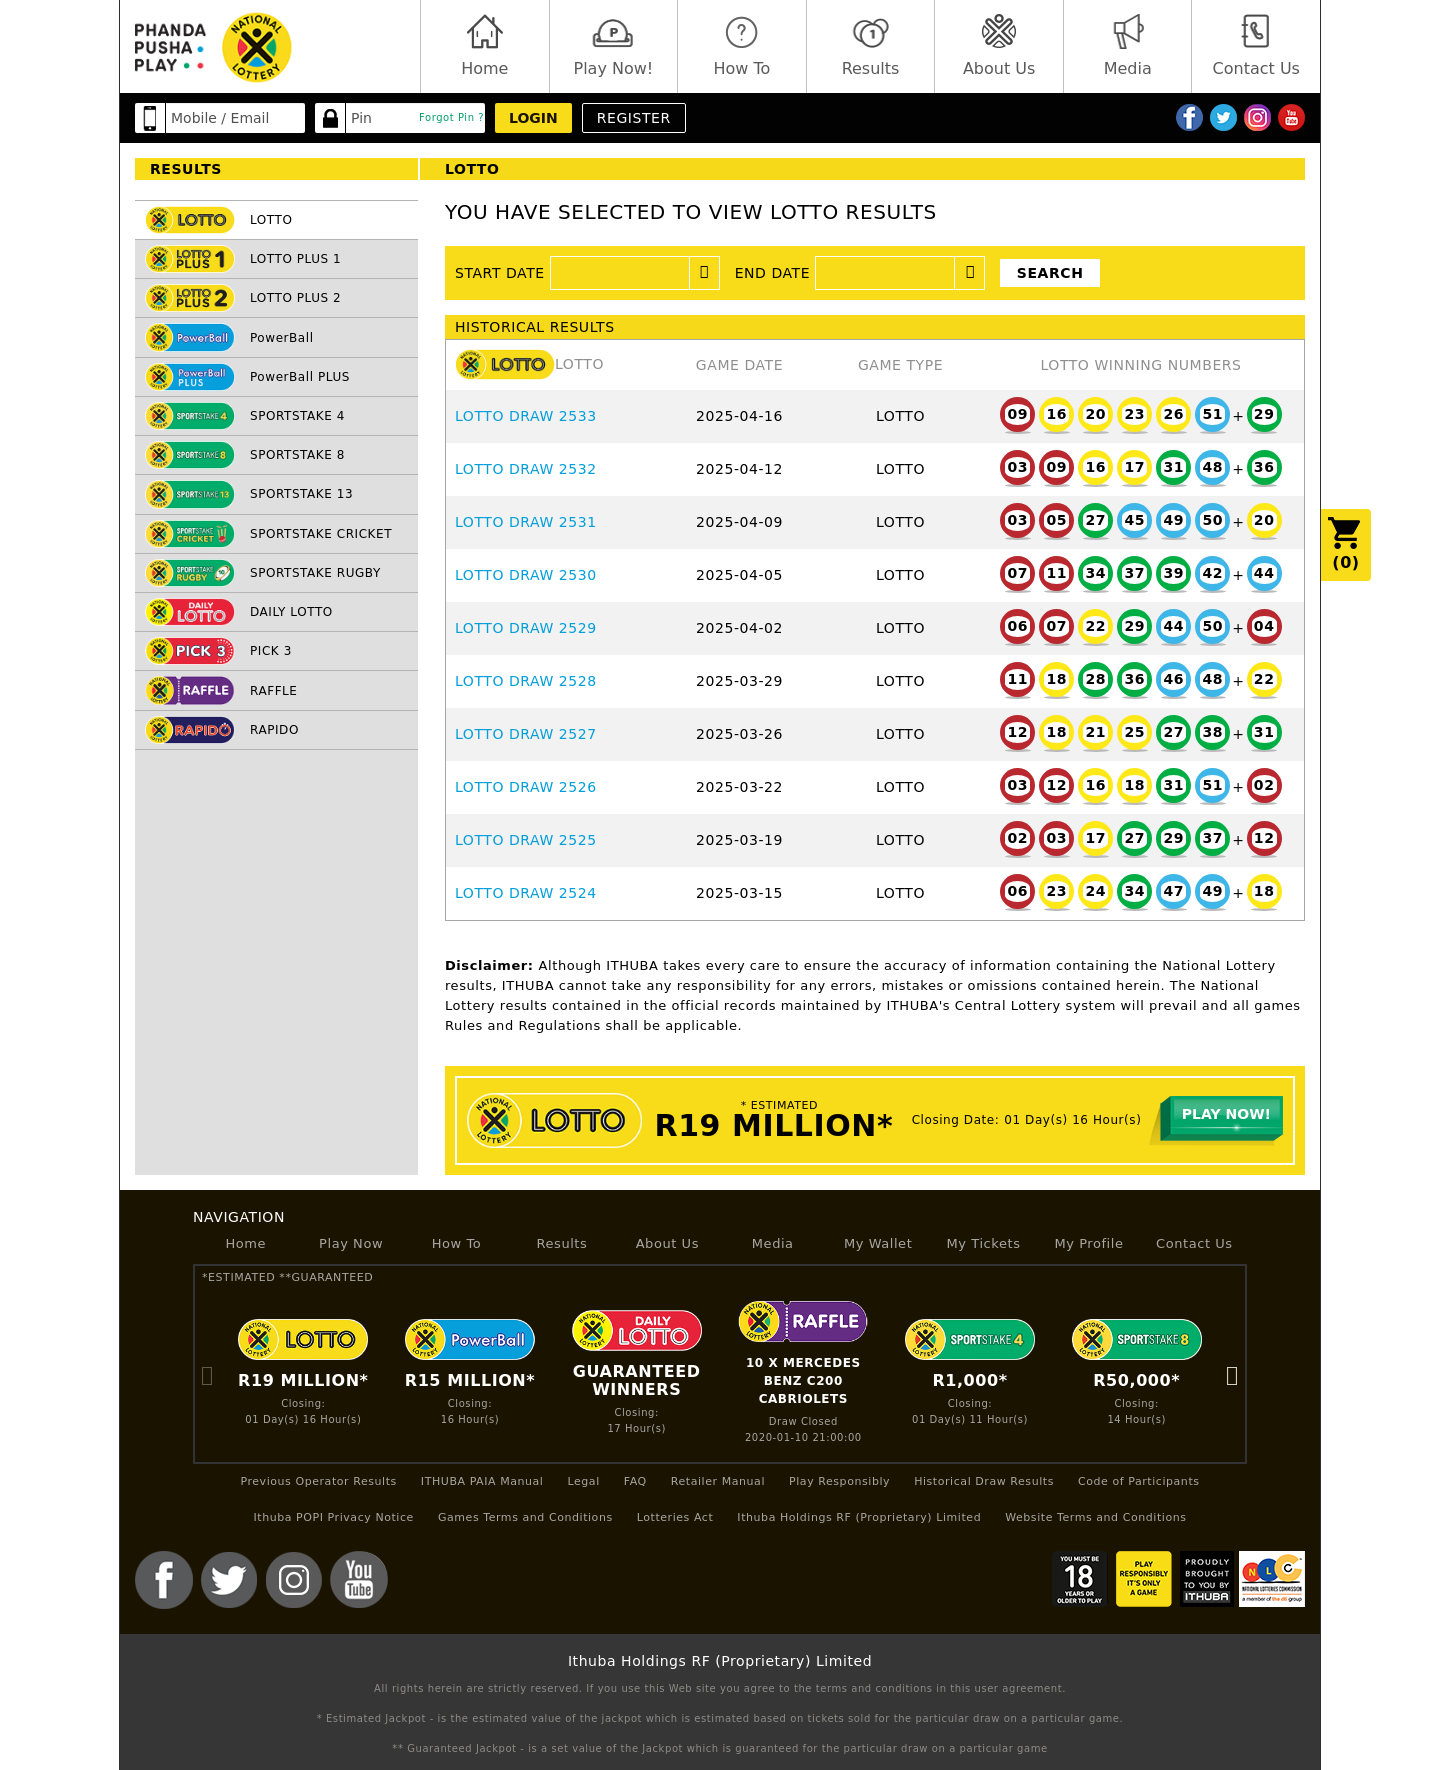 PHANDA
PUSHA
PLAY
NATIONAL
LOTTERY
Home
Play Now!
How To
Results
About Us
Media
Contact Us
Mobile / Email
Pin
Forgot Pin ?
LOGIN
REGISTER
RESULTS
LOTTO
LOTTO
LOTTO PLUS 1
LOTTO PLUS 2
PowerBall
PowerBall PLUS
SPORTSTAKE 4
SPORTSTAKE 8
SPORTSTAKE 13
SPORTSTAKE CRICKET
SPORTSTAKE RUGBY
DAILY LOTTO
PICK 3
RAFFLE
RAPIDO
LOTTO
YOU HAVE SELECTED TO VIEW LOTTO RESULTS
START DATE
END DATE
SEARCH
HISTORICAL RESULTS
LOTTO LOTTO GAME DATE GAME TYPE LOTTO WINNING NUMBERS
LOTTO DRAW 2533 2025-04-16 LOTTO 09 16 20 23 26 51 + 29
LOTTO DRAW 2532 2025-04-12 LOTTO 03 09 16 17 31 48 + 36
LOTTO DRAW 2531 2025-04-09 LOTTO 03 05 27 45 49 50 + 20
LOTTO DRAW 2530 2025-04-05 LOTTO 07 11 34 37 39 42 + 44
LOTTO DRAW 2529 2025-04-02 LOTTO 06 07 22 29 44 50 + 04
LOTTO DRAW 2528 2025-03-29 LOTTO 11 18 28 36 46 48 + 22
LOTTO DRAW 2527 2025-03-26 LOTTO 12 18 21 25 27 38 + 31
LOTTO DRAW 2526 2025-03-22 LOTTO 03 12 16 18 31 51 + 02
LOTTO DRAW 2525 2025-03-19 LOTTO 02 03 17 27 29 37 + 12
LOTTO DRAW 2524 2025-03-15 LOTTO 06 23 24 34 47 49 + 18
(0)
Disclaimer: Although ITHUBA takes every care to ensure the accuracy of information containing the National Lottery
results, ITHUBA cannot take any responsibility for any errors, mistakes or omissions contained herein. The National
Lottery results contained in the official records maintained by ITHUBA's Central Lottery system will prevail and all games
Rules and Regulations shall be applicable.
NATIONAL LOTTERY LOTTO
* ESTIMATED
R19 MILLION*
Closing Date: 01 Day(s) 16 Hour(s)
PLAY NOW!
NAVIGATION
Home Play Now How To Results About Us Media My Wallet My Tickets My Profile Contact Us
*ESTIMATED **GUARANTEED
LOTTO
R19 MILLION*
Closing:
01 Day(s) 16 Hour(s)
PowerBall
R15 MILLION*
Closing:
16 Hour(s)
DAILY
LOTTO
GUARANTEED
WINNERS
Closing:
17 Hour(s)
RAFFLE
10 X MERCEDES
BENZ C200
CABRIOLETS
Draw Closed
2020-01-10 21:00:00
SPORTSTAKE 4
R1,000*
Closing:
01 Day(s) 11 Hour(s)
SPORTSTAKE 8
R50,000*
Closing:
14 Hour(s)
Previous Operator Results ITHUBA PAIA Manual Legal FAQ Retailer Manual Play Responsibly Historical Draw Results Code of Participants
Ithuba POPI Privacy Notice Games Terms and Conditions Lotteries Act Ithuba Holdings RF (Proprietary) Limited Website Terms and Conditions
You
Tube
YOU MUST BE
18
YEARS OR
OLDER TO PLAY
PLAY
RESPONSIBLY
IT'S ONLY
A GAME
PROUDLY
BROUGHT
TO YOU BY
ITHUBA
NLC
NATIONAL LOTTERIES COMMISSION
a member of the dti group
Ithuba Holdings RF (Proprietary) Limited
All rights herein are strictly reserved. If you use this Web site you agree to the terms and conditions in this user agreement.
* Estimated Jackpot - is the estimated value of the jackpot which is estimated based on tickets sold for the particular draw on a particular game.
** Guaranteed Jackpot - is a set value of the Jackpot which is guaranteed for the particular draw on a particular game